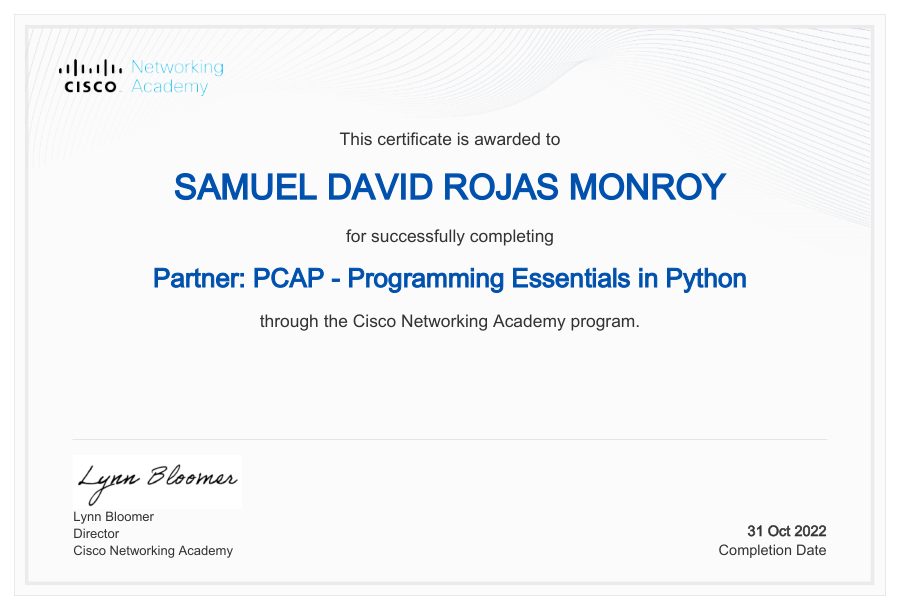 CISCO Networking
Academy
This certificate is awarded to
SAMUEL DAVID ROJAS MONROY
for successfully completing
Partner: PCAP - Programming Essentials in Python
through the Cisco Networking Academy program.
Lynn Bloomer
Lynn Bloomer
Director
Cisco Networking Academy
31 Oct 2022
Completion Date